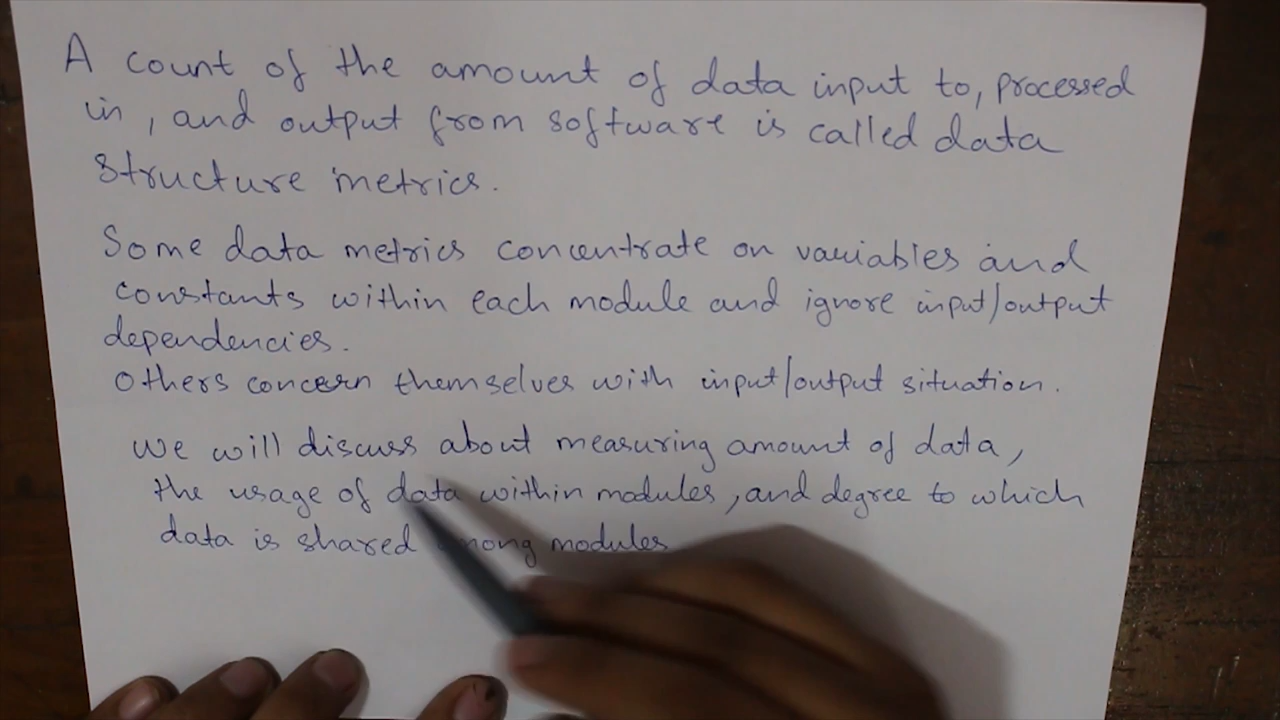 A count of the amount of data input to, processed
in, and output from software is called data
structure metrics.
Some data metrics concentrate on variables and
constants within each module and ignore input/output
dependencies.
Others concern themselves with input/output situation.
We will discuss about measuring amount of data,
the usage of data within modules, and degree to which
data is shared among modules